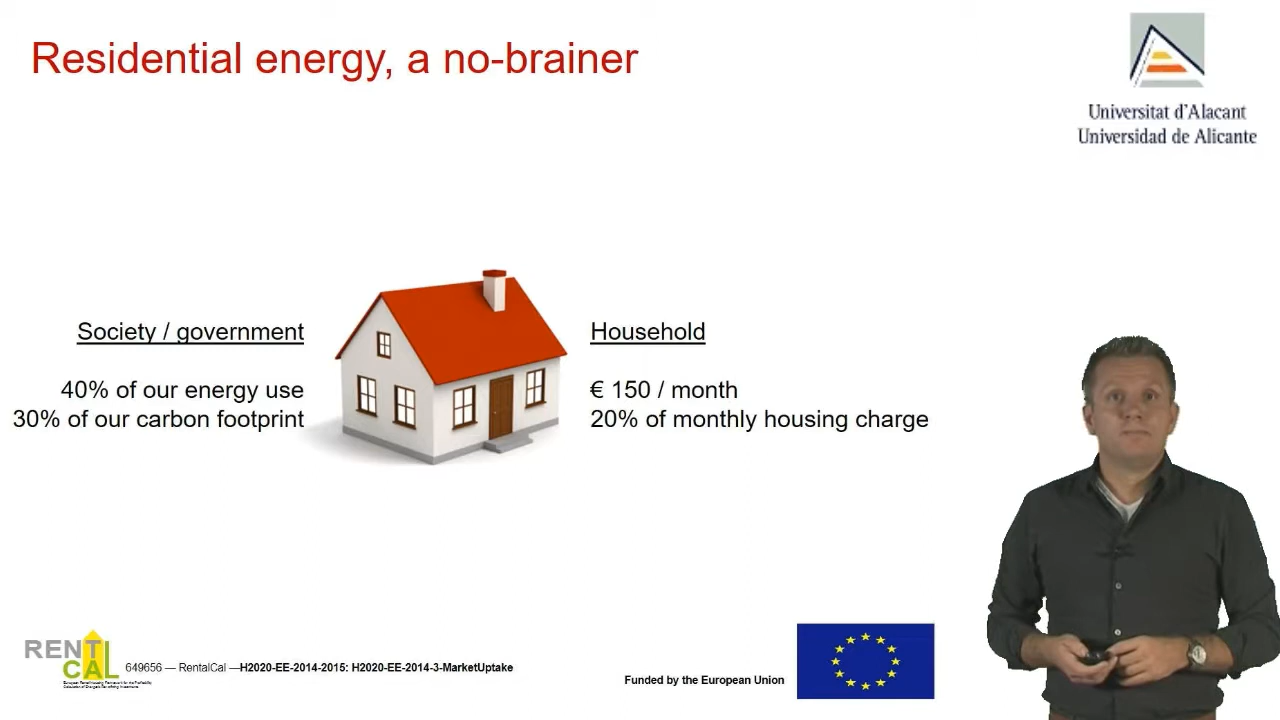 Residential energy, a no-brainer
Universitat d'Alacant
Universidad de Alicante
Society / government
40% of our energy use
30% of our carbon footprint
Household
€ 150 / month
20% of monthly housing charge
RENT
CAL
649656 — RentalCal —H2020-EE-2014-2015: H2020-EE-2014-3-MarketUptake
Funded by the European Union